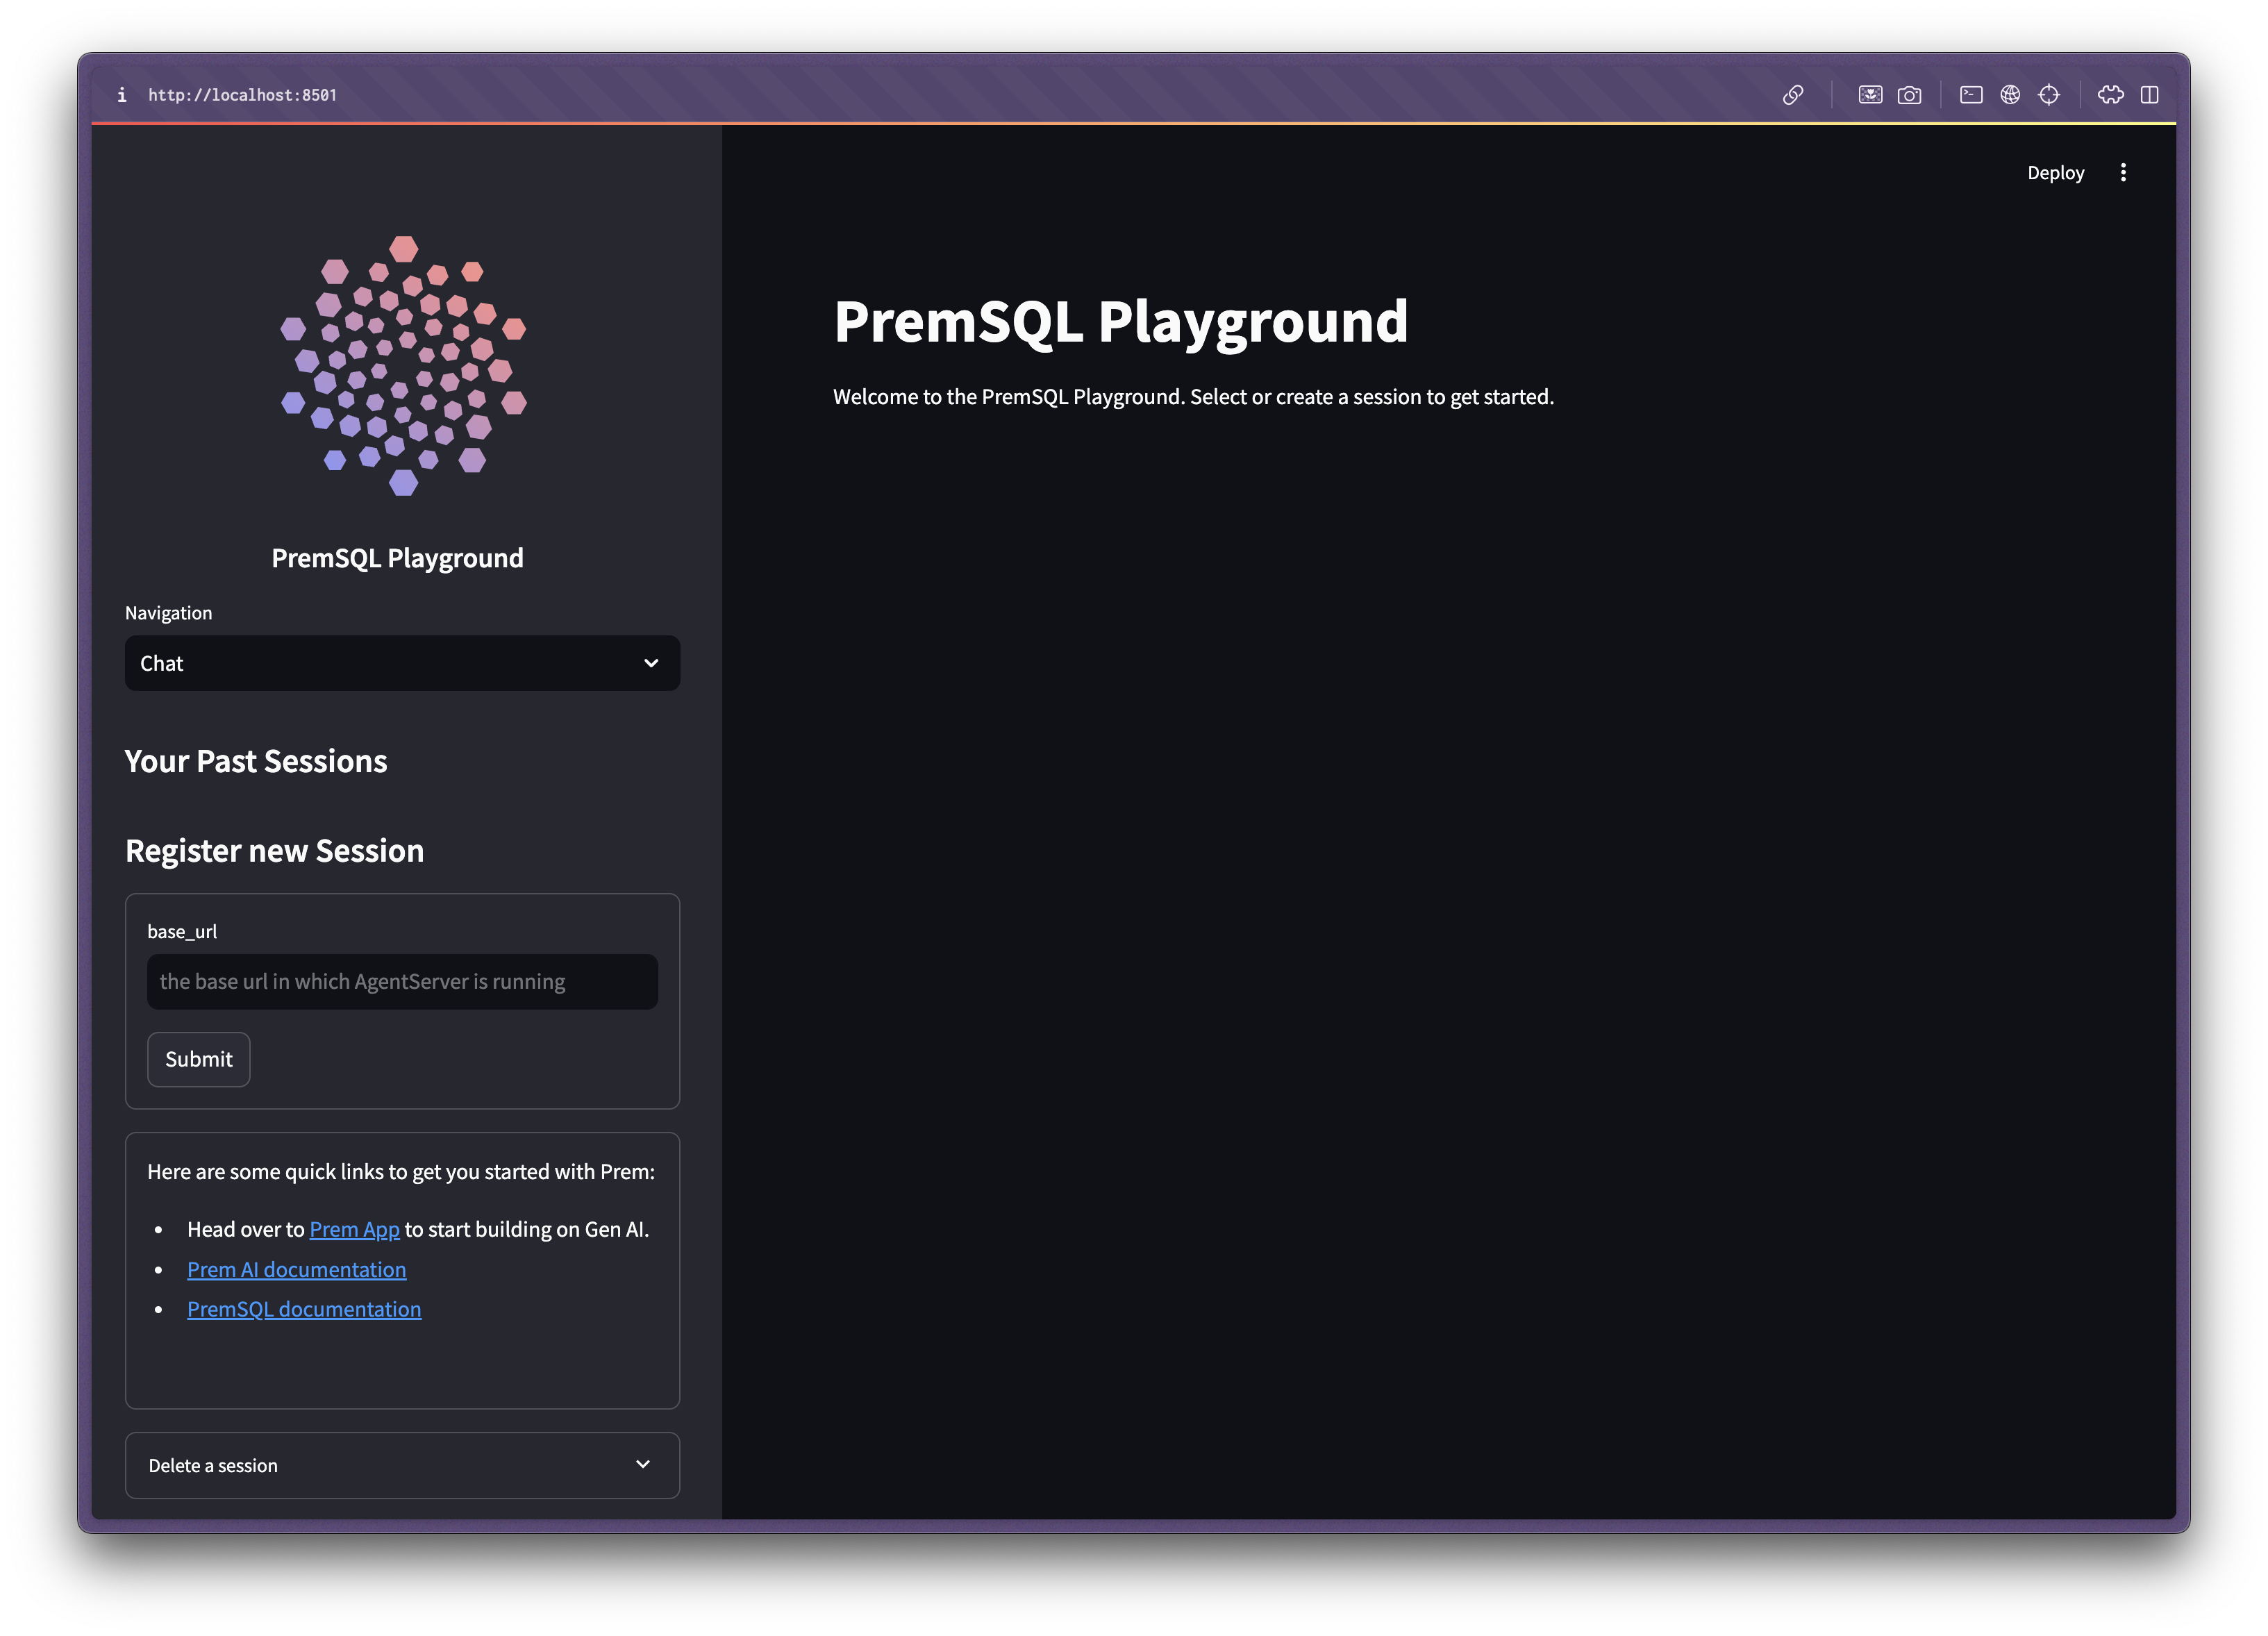 http://localhost:8501
Deploy
PremSQL Playground
Navigation
Chat
Your Past Sessions
Register new Session
base_url
the base url in which AgentServer is running
Submit
Here are some quick links to get you started with Prem:
Head over to Prem App to start building on Gen AI.
Prem AI documentation
PremSQL documentation
Delete a session
PremSQL Playground
Welcome to the PremSQL Playground. Select or create a session to get started.